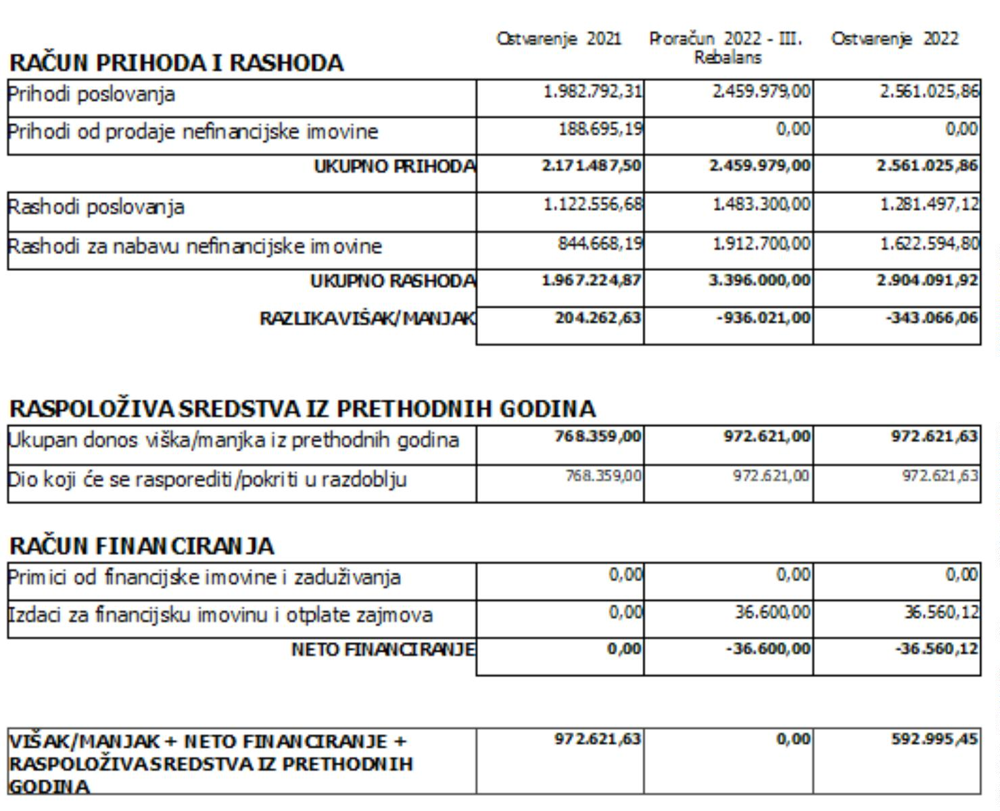 Ostvarenje 2021 Proračun 2022 - III. Ostvarenje 2022
Rebalans
RAČUN PRIHODA I RASHODA
Prihodi poslovanja 1.982.792,31 2.459.979,00 2.561.025,86
Prihodi od prodaje nefinancijske imovine 188.695,19 0,00 0,00
UKUPNO PRIHODA 2.171.487,50 2.459.979,00 2.561.025,86
Rashodi poslovanja 1.122.556,68 1.483.300,00 1.281.497,12
Rashodi za nabavu nefinancijske imovine 844.668,19 1.912.700,00 1.622.594,80
UKUPNO RASHODA 1.967.224,87 3.396.000,00 2.904.091,92
RAZLIKA VIŠAK/MANJAK 204.262,63 -936.021,00 -343.066,06
RASPOLOŽIVA SREDSTVA IZ PRETHODNIH GODINA
Ukupan donos viška/manjka iz prethodnih godina 768.359,00 972.621,00 972.621,63
Dio koji će se rasporediti/pokriti u razdoblju 768.359,00 972.621,00 972.621,63
RAČUN FINANCIRANJA
Primici od financijske imovine i zaduživanja 0,00 0,00 0,00
Izdaci za financijsku imovinu i otplate zajmova 0,00 36.600,00 36.560,12
NETO FINANCIRANJE 0,00 -36.600,00 -36.560,12
VIŠAK/MANJAK + NETO FINANCIRANJE + 972.621,63 0,00 592.995,45
RASPOLOŽIVA SREDSTVA IZ PRETHODNIH
GODINA